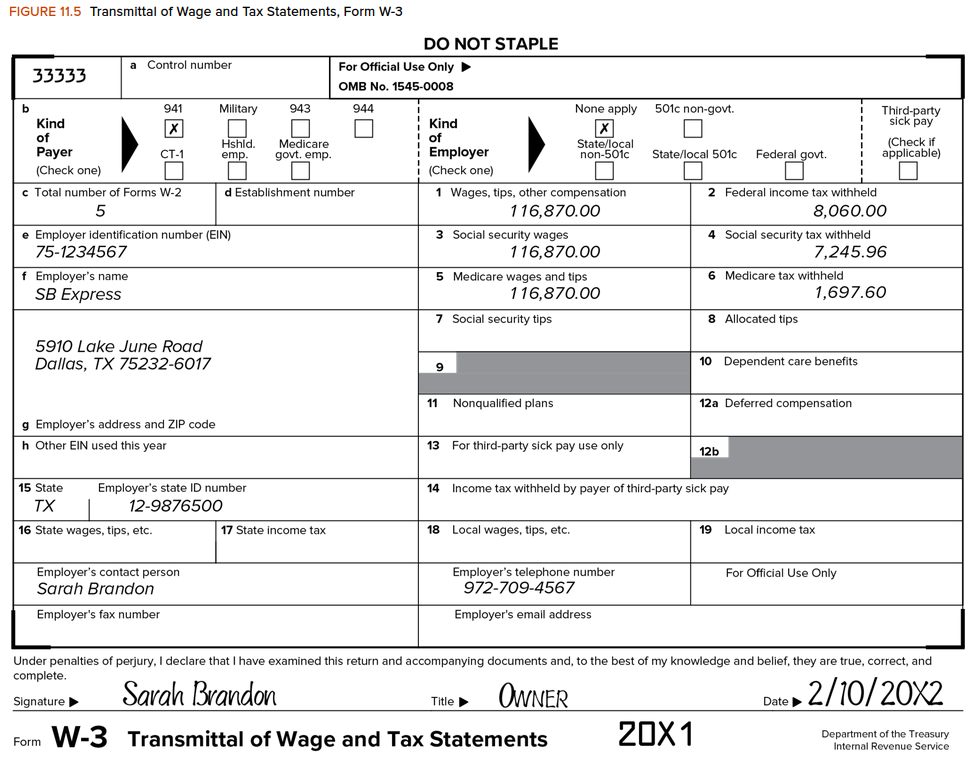 FIGURE 11.5 Transmittal of Wage and Tax Statements, Form W-3
DO NOT STAPLE
33333
a Control number
For Official Use Only ▶
OMB No. 1545-0008
b
Kind
of
Payer
(Check one)
941 Military 943 944
✗
CT-1 Hshld. emp. Medicare govt. emp.
Kind
of
Employer
(Check one)
None apply 501c non-govt.
✗
State/local non-501c State/local 501c Federal govt.
Third-party
sick pay
(Check if
applicable)
c Total number of Forms W-2
5
d Establishment number
1 Wages, tips, other compensation
116,870.00
2 Federal income tax withheld
8,060.00
e Employer identification number (EIN)
75-1234567
3 Social security wages
116,870.00
4 Social security tax withheld
7,245.96
f Employer's name
SB Express
5 Medicare wages and tips
116,870.00
6 Medicare tax withheld
1,697.60
5910 Lake June Road
Dallas, TX 75232-6017
g Employer's address and ZIP code
7 Social security tips
8 Allocated tips
9
10 Dependent care benefits
11 Nonqualified plans
12a Deferred compensation
h Other EIN used this year
13 For third-party sick pay use only
12b
15 State Employer's state ID number
TX 12-9876500
14 Income tax withheld by payer of third-party sick pay
16 State wages, tips, etc.
17 State income tax
18 Local wages, tips, etc.
19 Local income tax
Employer's contact person
Sarah Brandon
Employer's telephone number
972-709-4567
For Official Use Only
Employer's fax number
Employer's email address
Under penalties of perjury, I declare that I have examined this return and accompanying documents and, to the best of my knowledge and belief, they are true, correct, and
complete.
Signature ▶ Sarah Brandon Title ▶ OWNER Date ▶ 2/10/20X2
Form W-3 Transmittal of Wage and Tax Statements 20X1
Department of the Treasury
Internal Revenue Service